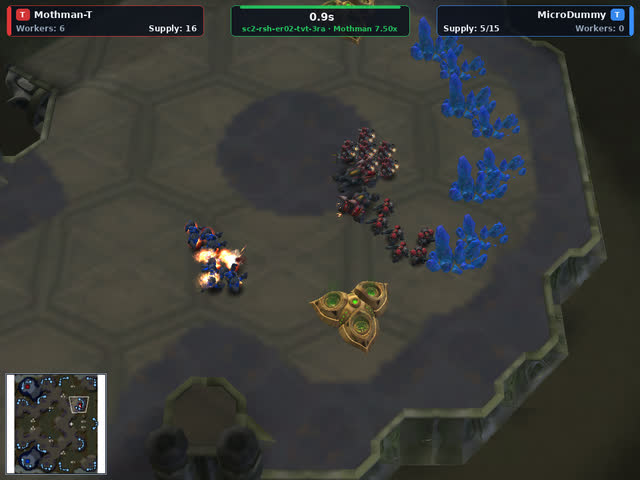 T Mothman-T
Workers: 6 Supply: 16
0.9s
sc2-rsh-er02-tvt-3ra · Mothman 7.50x
MicroDummy T
Supply: 5/15 Workers: 0